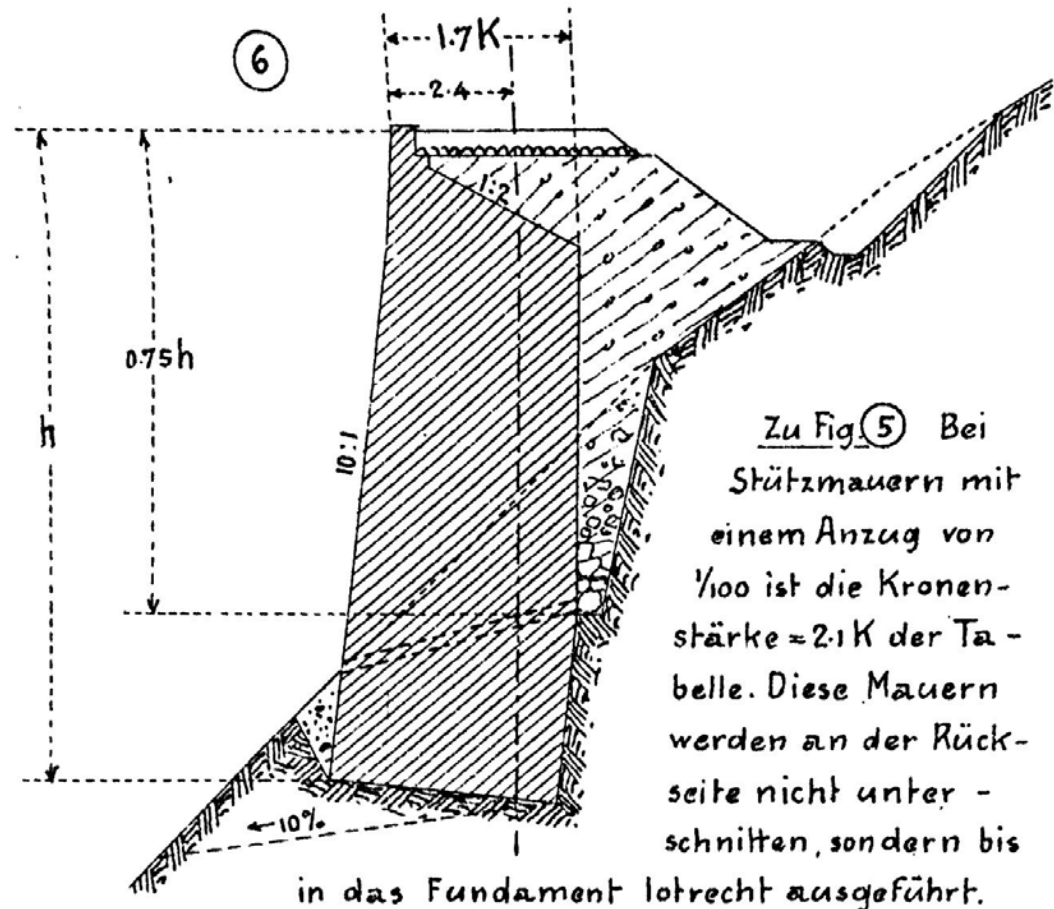 6
1.7K
2.4
1:2
0.75h
h
10:1
10%
Zu Fig. 5 Bei
Stützmauern mit
einem Anzug von
1/100 ist die Kronen-
stärke = 2.1 K der Ta-
belle. Diese Mauern
werden an der Rück-
seite nicht unter-
schnitten, sondern bis
in das Fundament lotrecht ausgeführt.